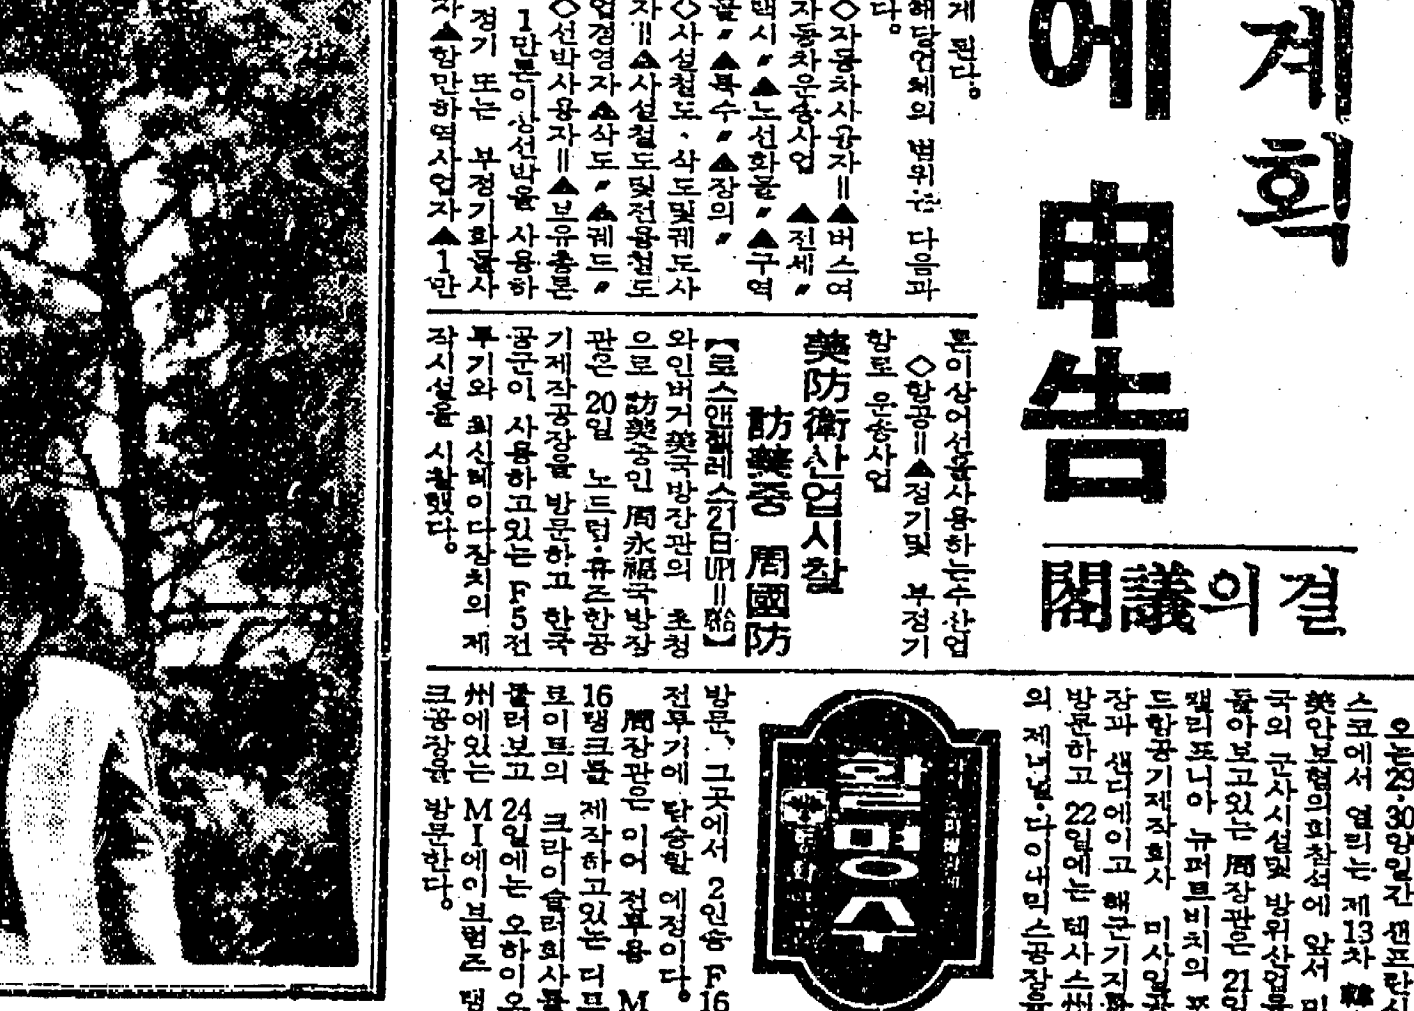 계획
에 申告
閣議의결
게 된다。
해당업체의 범위는 다음과
다。
◇자동차사용자=▲버스여
자동차운송사업 ▲전세〃
택시〃▲노선화물〃▲구역
물〃▲특수〃▲장의〃
◇사설철도·삭도및궤도사
자=▲사설철도및전용철도
업경영자▲삭도〃▲궤도〃
◇선박사용자=▲보유총톤
1만톤이상선박을 사용하
정기 또는 부정기화물사
자▲항만하역사업자▲1만
톤이상어선을사용하는수산업
◇항공=▲정기및 부정기
항로 운송사업
美防衛산업시찰
訪美중 周國防
【로스앤젤레스21日UPI=聯合】
와인버거美국방장관의 초청
으로 訪美중인 周永福국방장
관은 20일 노드럽·휴즈항공
기제작공장을 방문하고 한국
공군이 사용하고있는 F5전
투기와 최신레이다장치의 제
작시설을 시찰했다。
오는29·30양일간 샌프란시
스코에서 열리는 제13차 韓
美안보협의회참석에 앞서 미
국의 군사시설및 방위산업을
돌아보고있는 周장관은 21일
캘리포니아 뉴퍼트비치의 포
드항공기제작회사 미사일공
장과 샌디에이고 해군기지를
방문하고 22일에는 텍사스州
의 제너럴·다이내믹스공장을
방문、그곳에서 2인승 F16
전투기에 탑승할 예정이다。
周장관은 이어 전투용 M
16탱크를 제작하고있는 디트
로이트의 크라이슬러회사를
둘러보고 24일에는 오하이오
州에있는 MI에이브럼즈 탱
크공장을 방문한다。